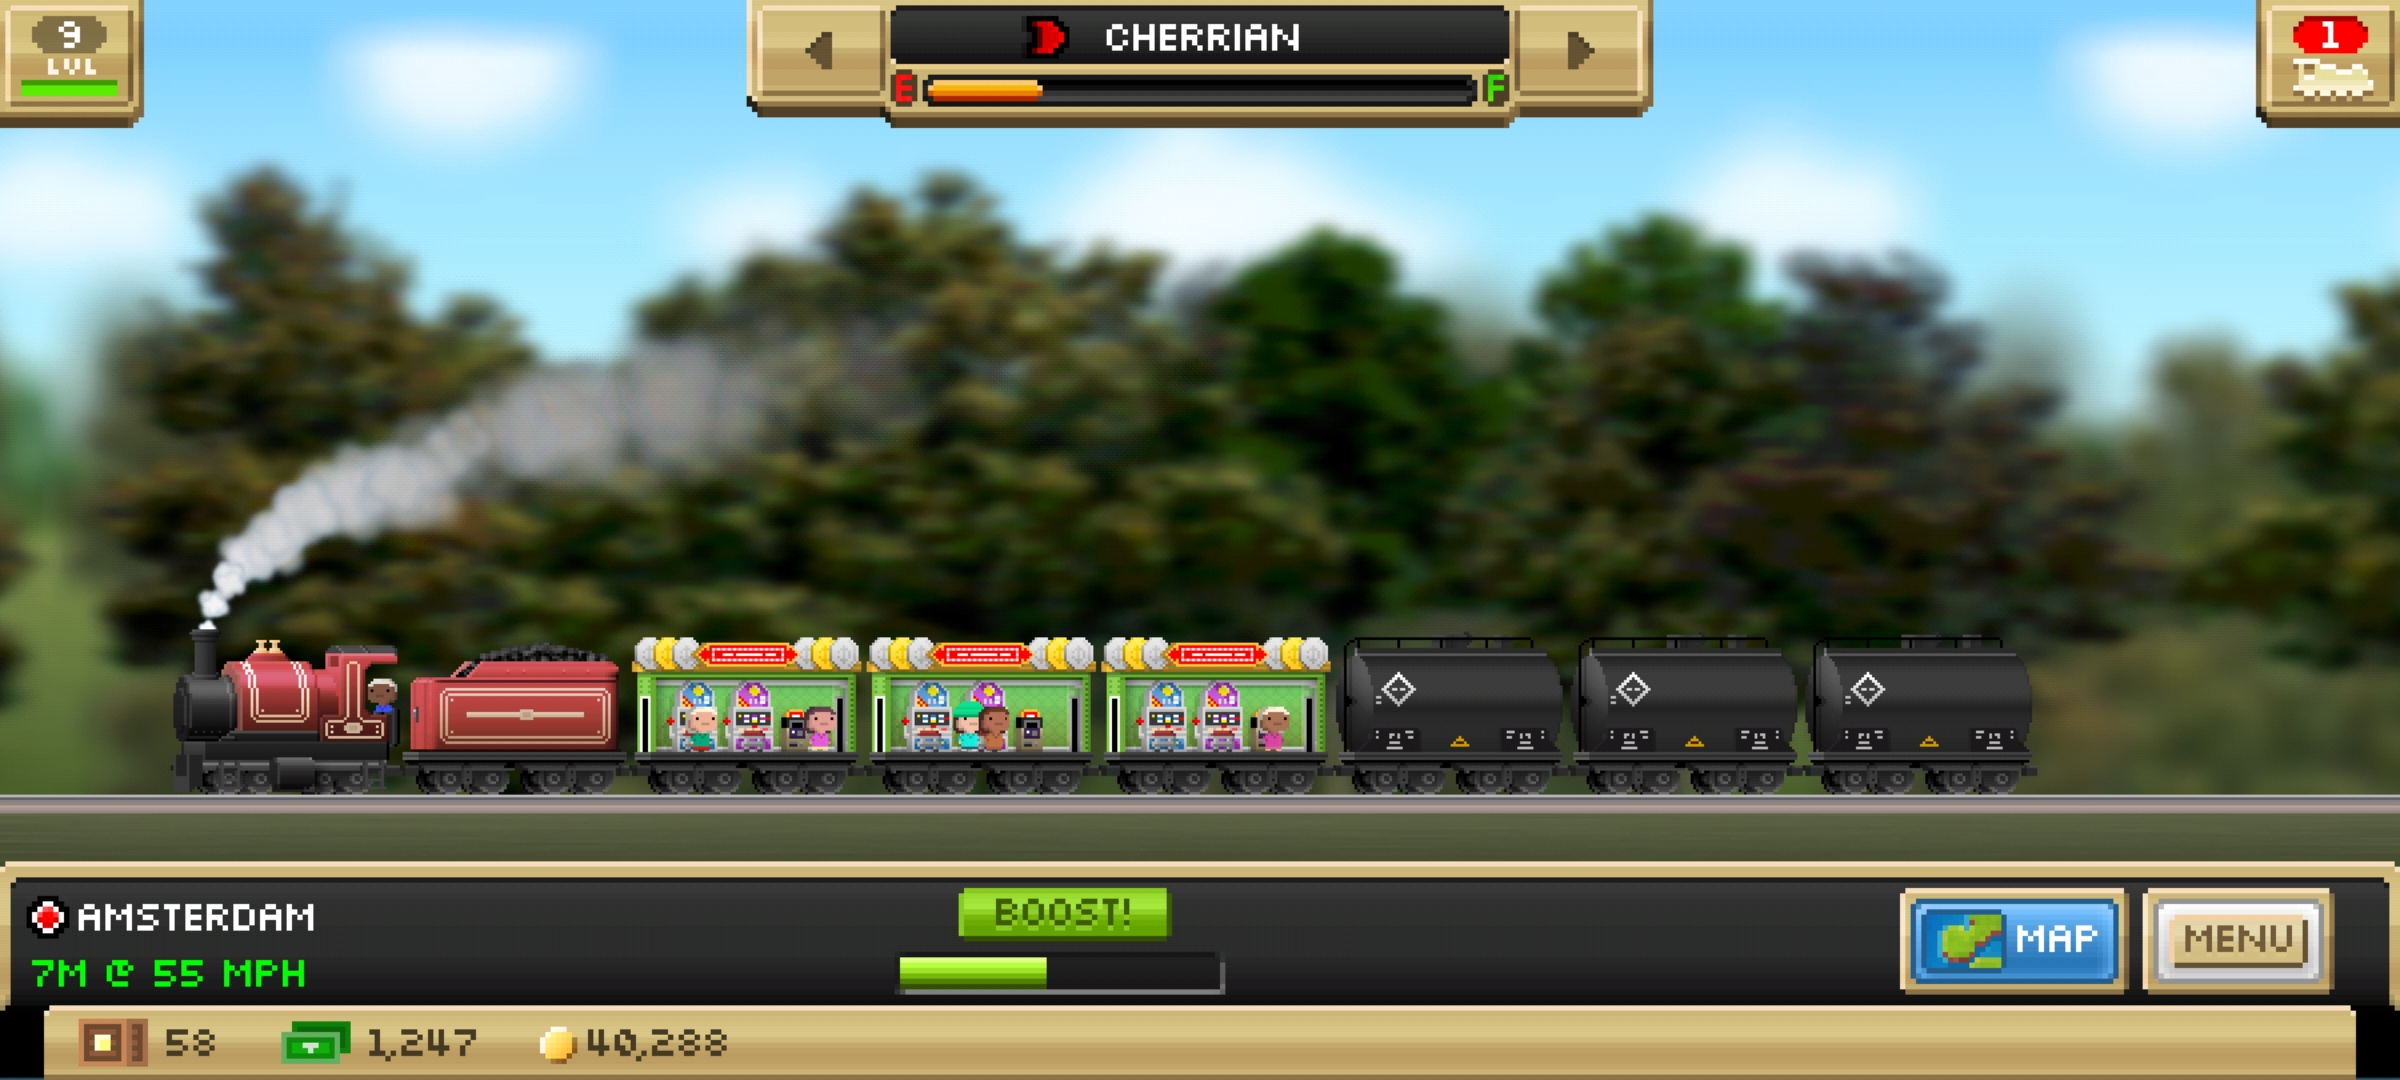 9
LVL
CHERRIAN
E F
1
AMSTERDAM
7M @ 55 MPH
BOOST!
MAP
MENU
58
1,247
40,288